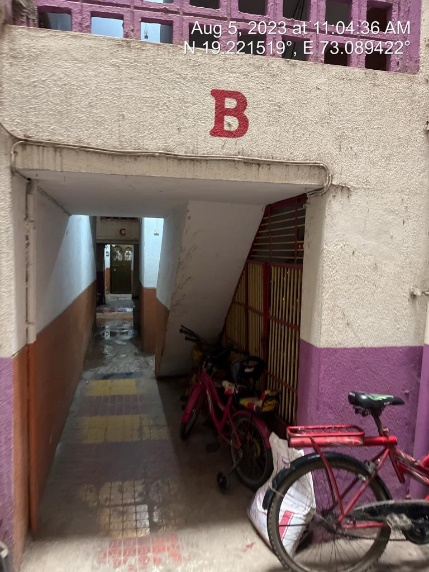 Aug 5, 2023 at 11:04:36 AM
N 19.221519°, E 73.089422°
B